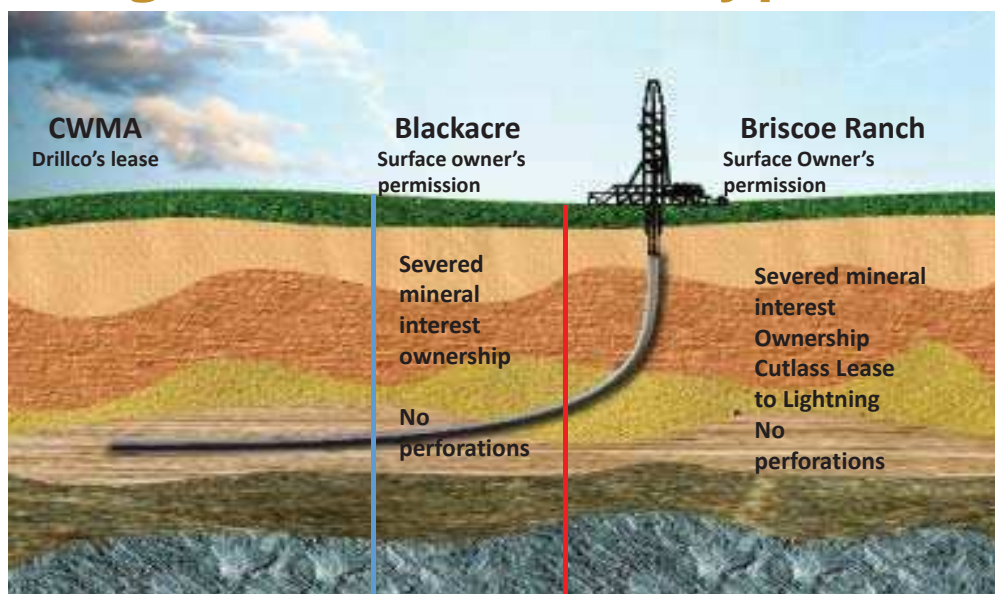 CWMA
Drillco's lease
Blackacre
Surface owner's
permission
Briscoe Ranch
Surface Owner's
permission
Severed
mineral
interest
ownership
No
perforations
Severed mineral
interest
Ownership
Cutlass Lease
to Lightning
No
perforations